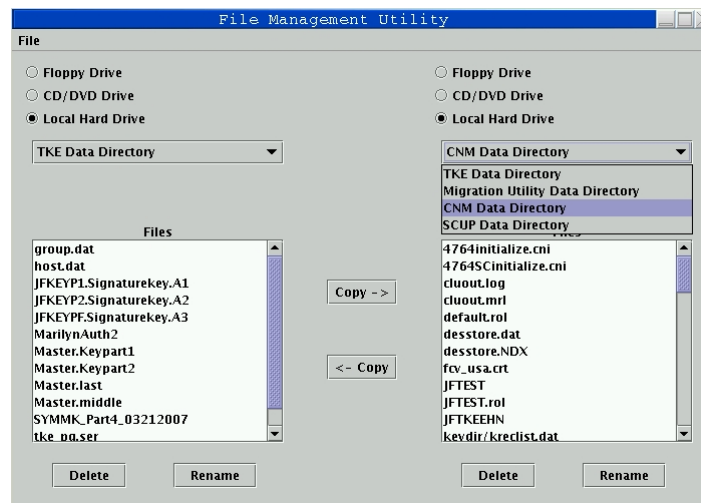 File Management Utility
File
Floppy Drive
CD/DVD Drive
Local Hard Drive
TKE Data Directory
Files
group.dat
host.dat
JFKEYP1.Signaturekey.A1
JFKEYP2.Signaturekey.A2
JFKEYPF.Signaturekey.A3
MarilynAuth2
Master.Keypart1
Master.Keypart2
Master.last
Master.middle
SYMMK_Part4_03212007
tke_pg.ser
Delete
Rename
Copy ->
<- Copy
Floppy Drive
CD/DVD Drive
Local Hard Drive
CNM Data Directory
TKE Data Directory
Migration Utility Data Directory
CNM Data Directory
SCUP Data Directory
Files
4764initialize.cni
4764SCinitialize.cni
cluout.log
cluout.mrl
default.rol
desstore.dat
desstore.NDX
fcv_usa.crt
JFTEST
JFTEST.rol
JFTKEEHN
keydir/kreclist.dat
Delete
Rename